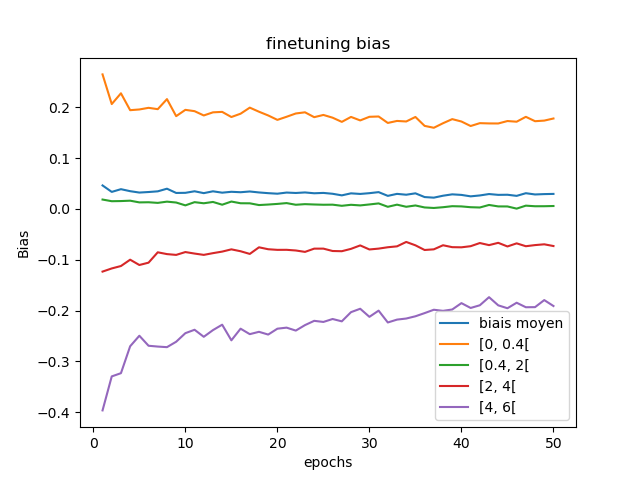 finetuning bias
Bias
0.2
0.1
0.0
−0.1
−0.2
−0.3
−0.4
0 10 20 30 40 50
epochs
biais moyen
[0, 0.4[
[0.4, 2[
[2, 4[
[4, 6[